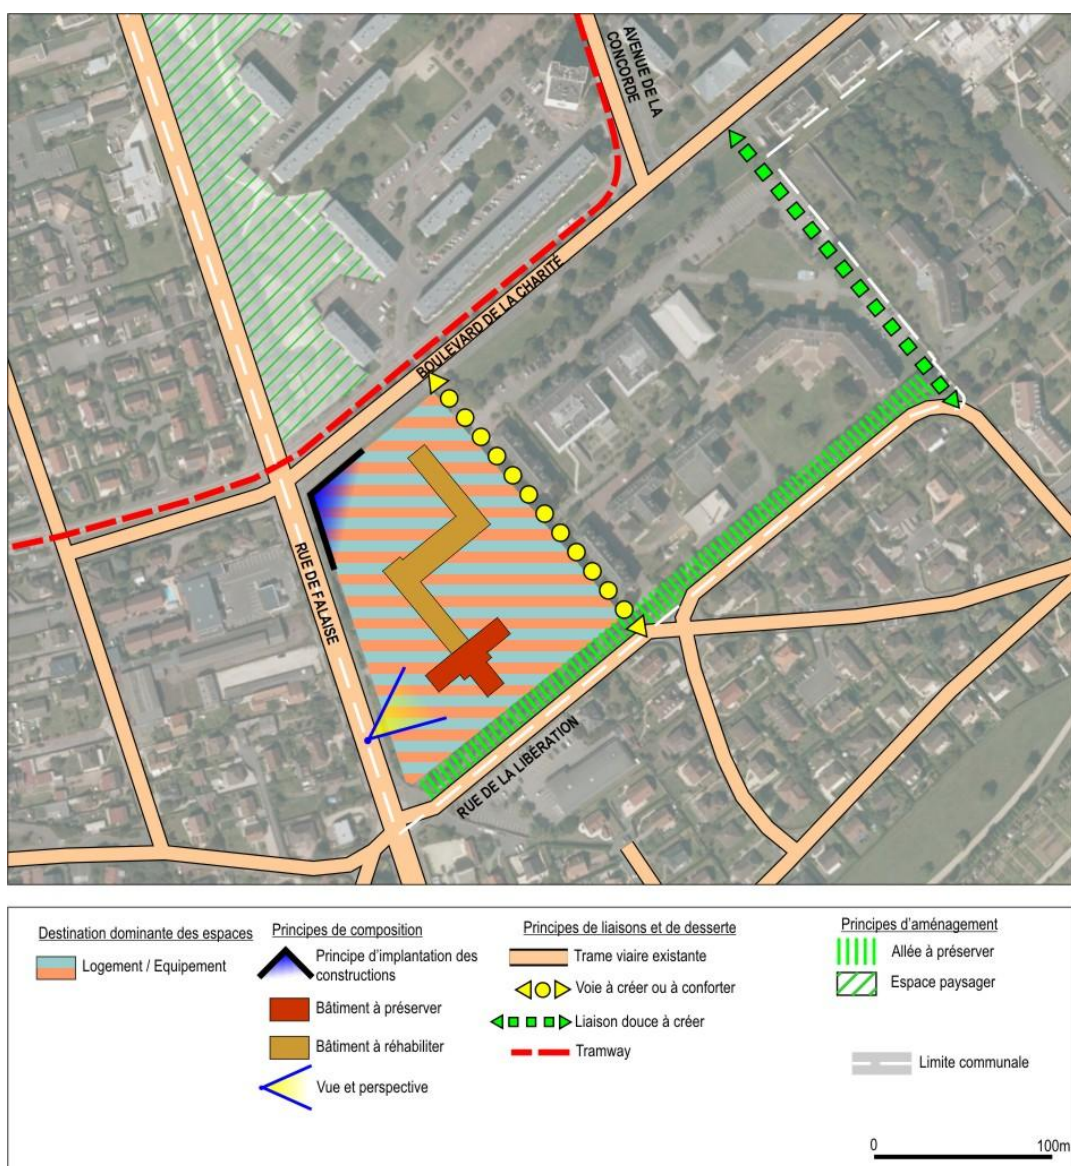 AVENUE DE LA
CONCORDE
BOULEVARD DE LA CHARITÉ
RUE DE FALAISE
RUE DE LA LIBÉRATION
Destination dominante des espaces
Logement / Equipement
Principes de composition
Principe d'implantation des
constructions
Bâtiment à préserver
Bâtiment à réhabiliter
Vue et perspective
Principes de liaisons et de desserte
Trame viaire existante
Voie à créer ou à conforter
Liaison douce à créer
Tramway
Principes d'aménagement
Allée à préserver
Espace paysager
Limite communale
0 100m